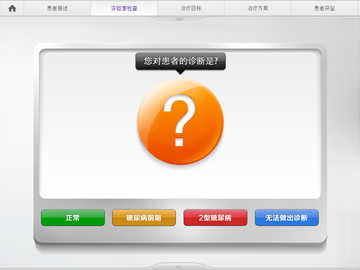 患者描述
实验室检查
治疗目标
治疗方案
患者获益
您对患者的诊断是?
?
正常
糖尿病前期
2型糖尿病
无法做出诊断